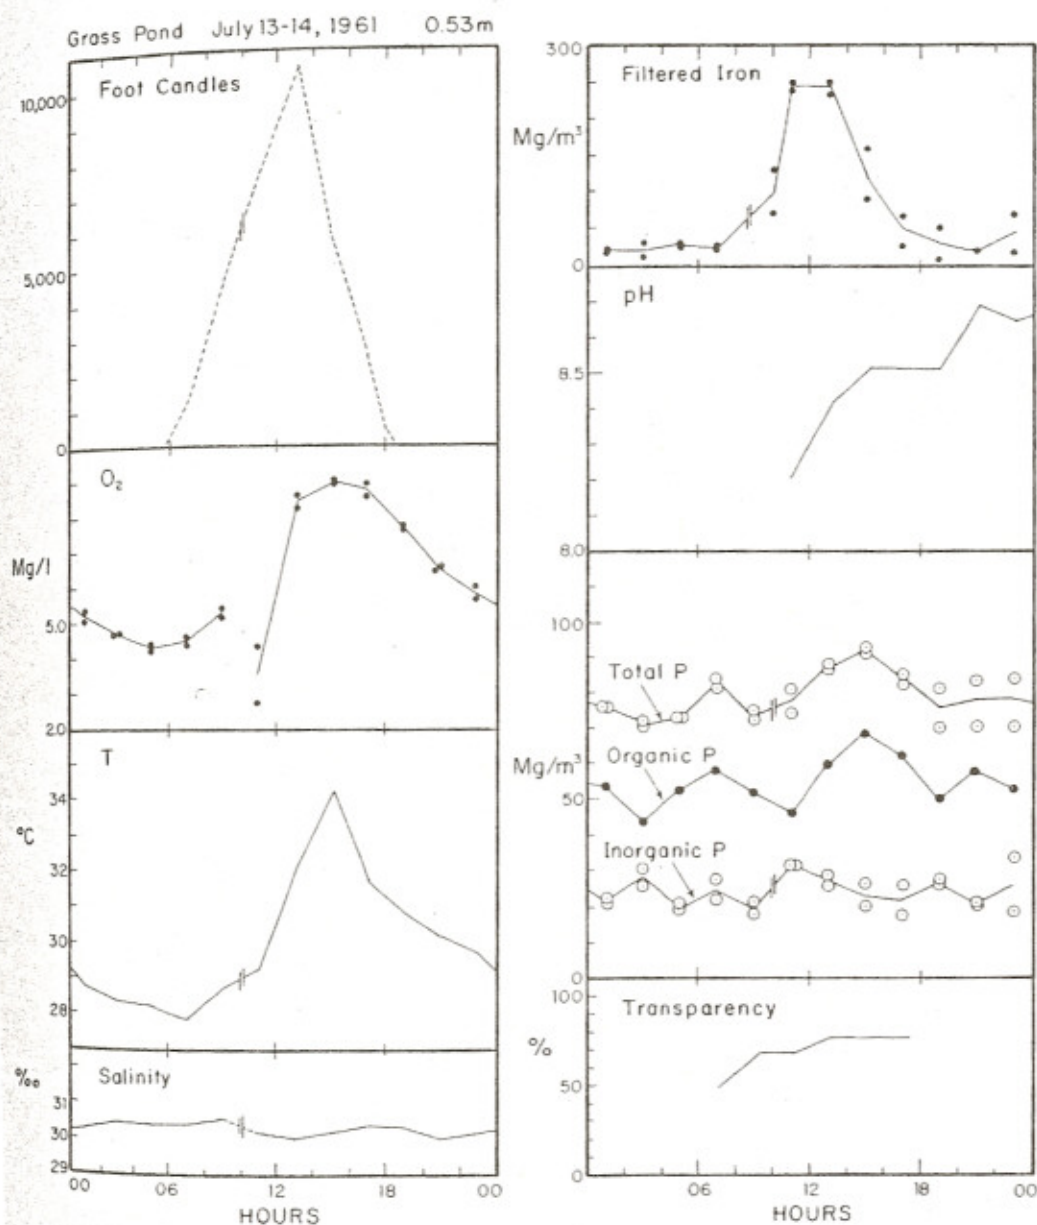 Grass Pond July 13-14, 1961 0.53m
Foot Candles
10,000
5,000
0
O₂
Mg/l
5.0
2.0
T
34
°C
32
30
28
‰
Salinity
31
30
29
00 06 12 18 00
HOURS
300
Filtered Iron
Mg/m³
0
pH
8.5
8.0
100
Total P
Mg/m³
Organic P
50
Inorganic P
0
100
Transparency
%
50
0
06 12 18 00
HOURS